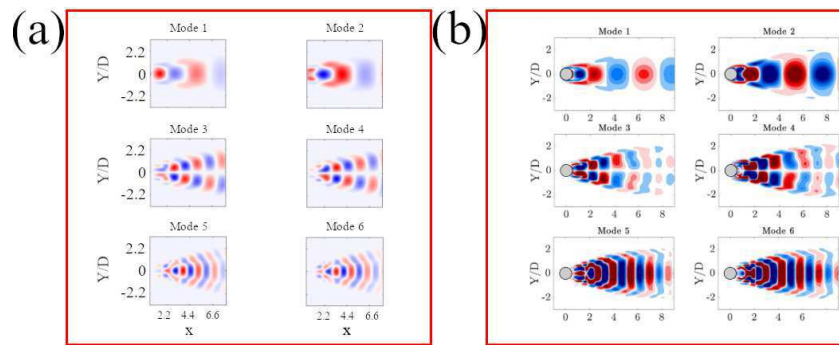 (a)
Mode 1 Mode 2
Y/D 2.2 0 -2.2
Mode 3 Mode 4
Y/D 2.2 0 -2.2
Mode 5 Mode 6
Y/D 2.2 0 -2.2
2.2 4.4 6.6 2.2 4.4 6.6
x x
(b)
Mode 1 Mode 2
Y/D 2 0 -2
0 2 4 6 8 0 2 4 6 8
Mode 3 Mode 4
Y/D 2 0 -2
0 2 4 6 8 0 2 4 6 8
Mode 5 Mode 6
Y/D 2 0 -2
0 2 4 6 8 0 2 4 6 8